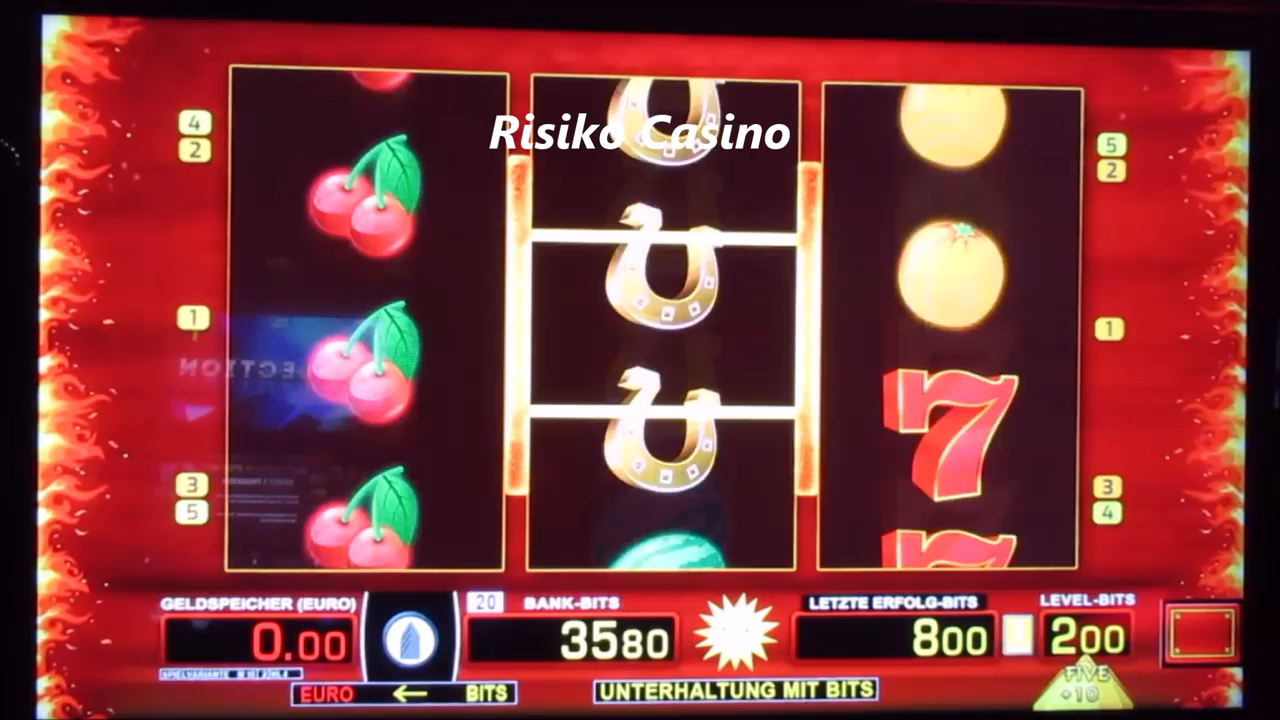 Risiko Casino
4
2
5
2
1
1
3
5
3
4
7
GELDSPEICHER (EURO)
20
BANK-BITS
LETZTE ERFOLG-BITS
LEVEL-BITS
0.00
3580
800
200
EURO ← BITS
UNTERHALTUNG MIT BITS
FIVE
+10